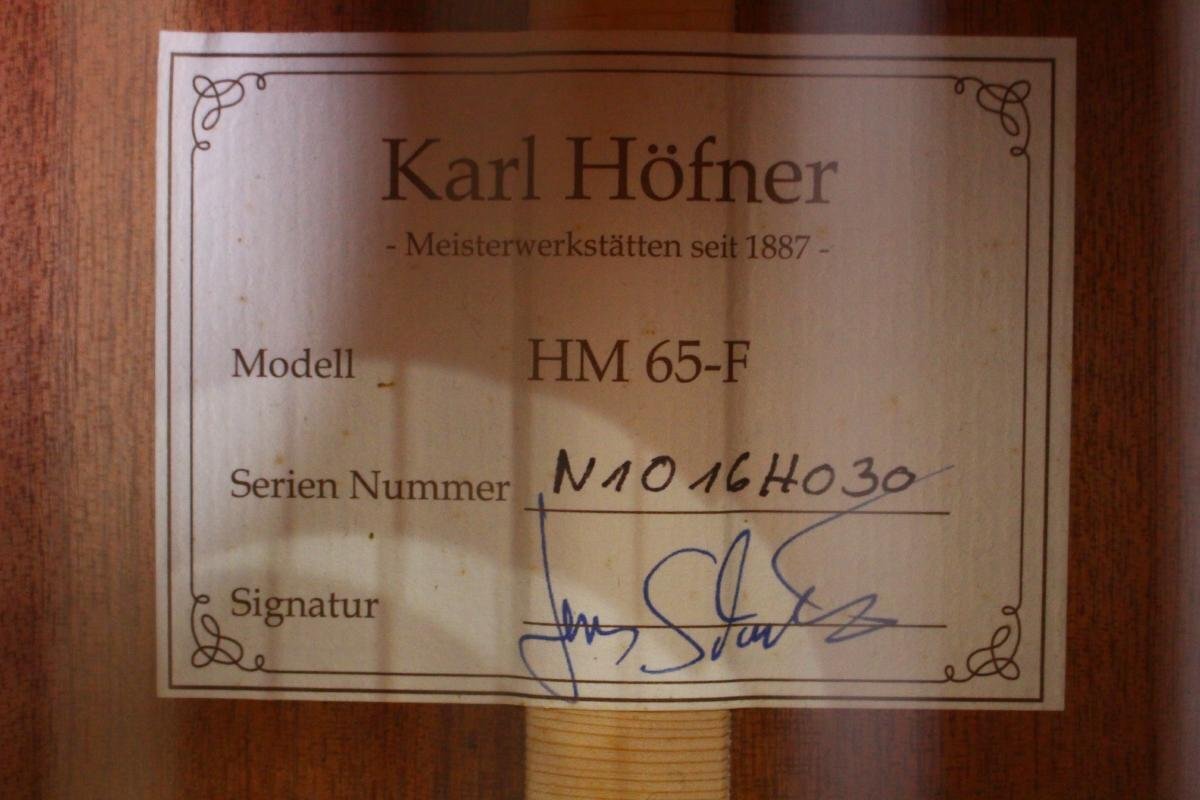 Karl Höfner
- Meisterwerkstätten seit 1887 -
Modell HM 65-F
Serien Nummer N1016H030
Signatur